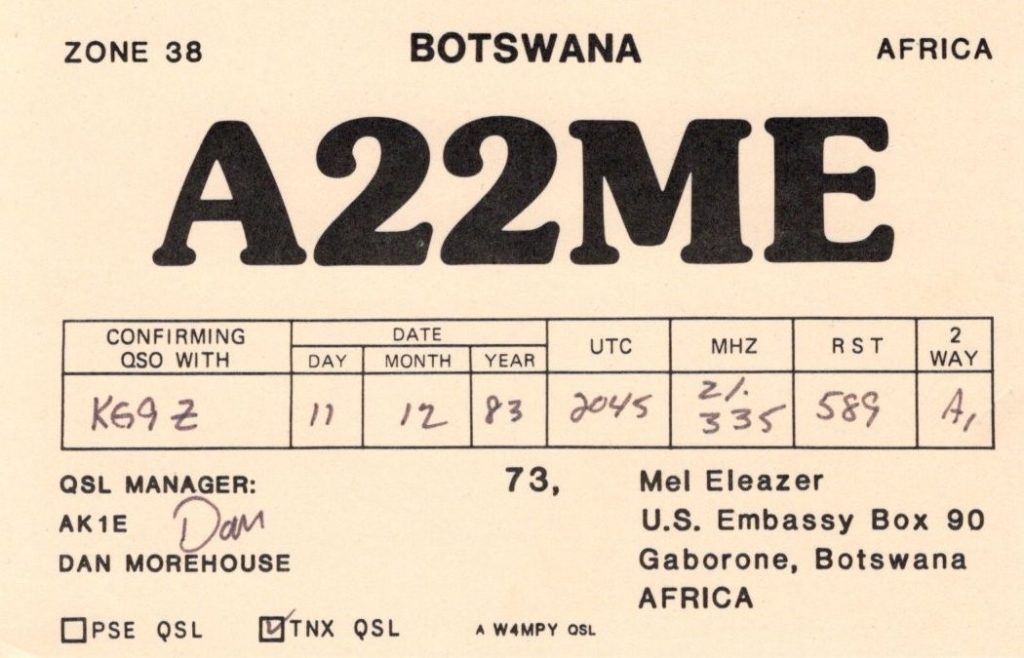 ZONE 38 BOTSWANA AFRICA
A22ME
CONFIRMING QSO WITH DATE DAY MONTH YEAR UTC MHZ RST 2 WAY
KG9Z 11 12 83 2045 21.335 589 A1
QSL MANAGER: 73, Mel Eleazer
AK1E Dan U.S. Embassy Box 90
DAN MOREHOUSE Gaborone, Botswana
AFRICA
PSE QSL TNX QSL A W4MPY QSL